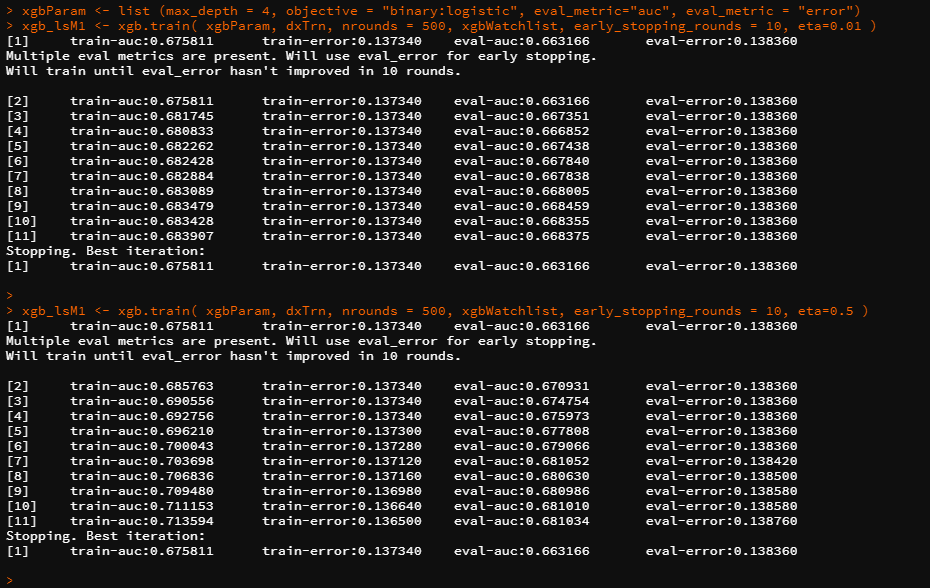 > xgbParam <- list (max_depth = 4, objective = "binary:logistic", eval_metric="auc", eval_metric = "error")
> xgb_lsM1 <- xgb.train( xgbParam, dxTrn, nrounds = 500, xgbWatchlist, early_stopping_rounds = 10, eta=0.01 )
[1] train-auc:0.675811 train-error:0.137340 eval-auc:0.663166 eval-error:0.138360
Multiple eval metrics are present. Will use eval_error for early stopping.
Will train until eval_error hasn't improved in 10 rounds.
[2] train-auc:0.675811 train-error:0.137340 eval-auc:0.663166 eval-error:0.138360
[3] train-auc:0.681745 train-error:0.137340 eval-auc:0.667351 eval-error:0.138360
[4] train-auc:0.680833 train-error:0.137340 eval-auc:0.666852 eval-error:0.138360
[5] train-auc:0.682262 train-error:0.137340 eval-auc:0.667438 eval-error:0.138360
[6] train-auc:0.682428 train-error:0.137340 eval-auc:0.667840 eval-error:0.138360
[7] train-auc:0.682884 train-error:0.137340 eval-auc:0.667838 eval-error:0.138360
[8] train-auc:0.683089 train-error:0.137340 eval-auc:0.668005 eval-error:0.138360
[9] train-auc:0.683479 train-error:0.137340 eval-auc:0.668459 eval-error:0.138360
[10] train-auc:0.683428 train-error:0.137340 eval-auc:0.668355 eval-error:0.138360
[11] train-auc:0.683907 train-error:0.137340 eval-auc:0.668375 eval-error:0.138360
Stopping. Best iteration:
[1] train-auc:0.675811 train-error:0.137340 eval-auc:0.663166 eval-error:0.138360
>
> xgb_lsM1 <- xgb.train( xgbParam, dxTrn, nrounds = 500, xgbWatchlist, early_stopping_rounds = 10, eta=0.5 )
[1] train-auc:0.675811 train-error:0.137340 eval-auc:0.663166 eval-error:0.138360
Multiple eval metrics are present. Will use eval_error for early stopping.
Will train until eval_error hasn't improved in 10 rounds.
[2] train-auc:0.685763 train-error:0.137340 eval-auc:0.670931 eval-error:0.138360
[3] train-auc:0.690556 train-error:0.137340 eval-auc:0.674754 eval-error:0.138360
[4] train-auc:0.692756 train-error:0.137340 eval-auc:0.675973 eval-error:0.138360
[5] train-auc:0.696210 train-error:0.137300 eval-auc:0.677808 eval-error:0.138360
[6] train-auc:0.700043 train-error:0.137280 eval-auc:0.679066 eval-error:0.138360
[7] train-auc:0.703698 train-error:0.137120 eval-auc:0.681052 eval-error:0.138420
[8] train-auc:0.706836 train-error:0.137160 eval-auc:0.680630 eval-error:0.138500
[9] train-auc:0.709480 train-error:0.136980 eval-auc:0.680986 eval-error:0.138580
[10] train-auc:0.711153 train-error:0.136640 eval-auc:0.681010 eval-error:0.138580
[11] train-auc:0.713594 train-error:0.136500 eval-auc:0.681034 eval-error:0.138760
Stopping. Best iteration:
[1] train-auc:0.675811 train-error:0.137340 eval-auc:0.663166 eval-error:0.138360
>